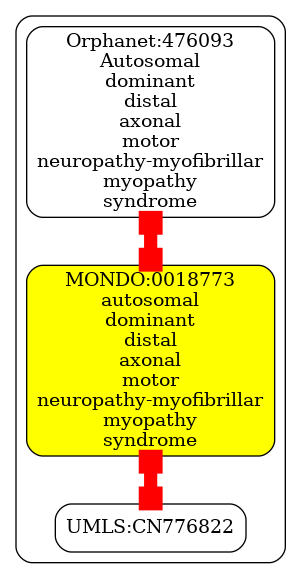 Orphanet:476093
Autosomal
dominant
distal
axonal
motor
neuropathy-myofibrillar
myopathy
syndrome
MONDO:0018773
autosomal
dominant
distal
axonal
motor
neuropathy-myofibrillar
myopathy
syndrome
UMLS:CN776822